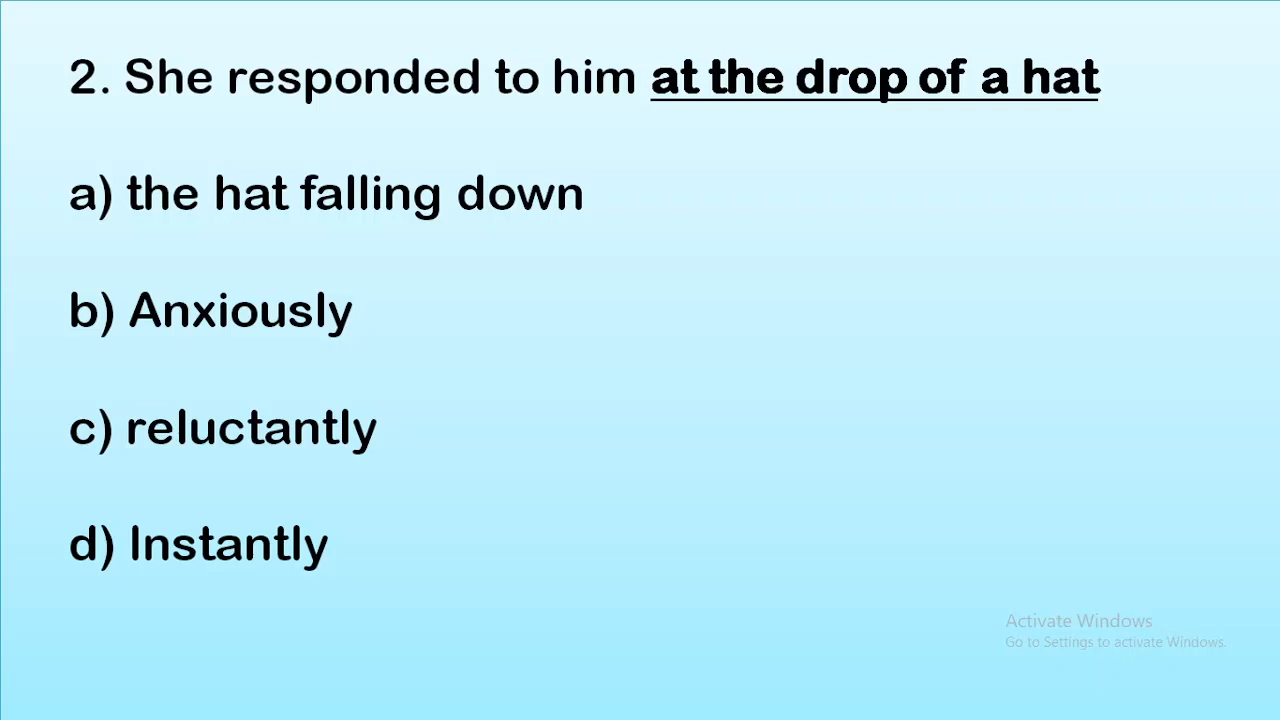 2. She responded to him at the drop of a hat
a) the hat falling down
b) Anxiously
c) reluctantly
d) Instantly
Activate Windows
Go to Settings to activate Windows.